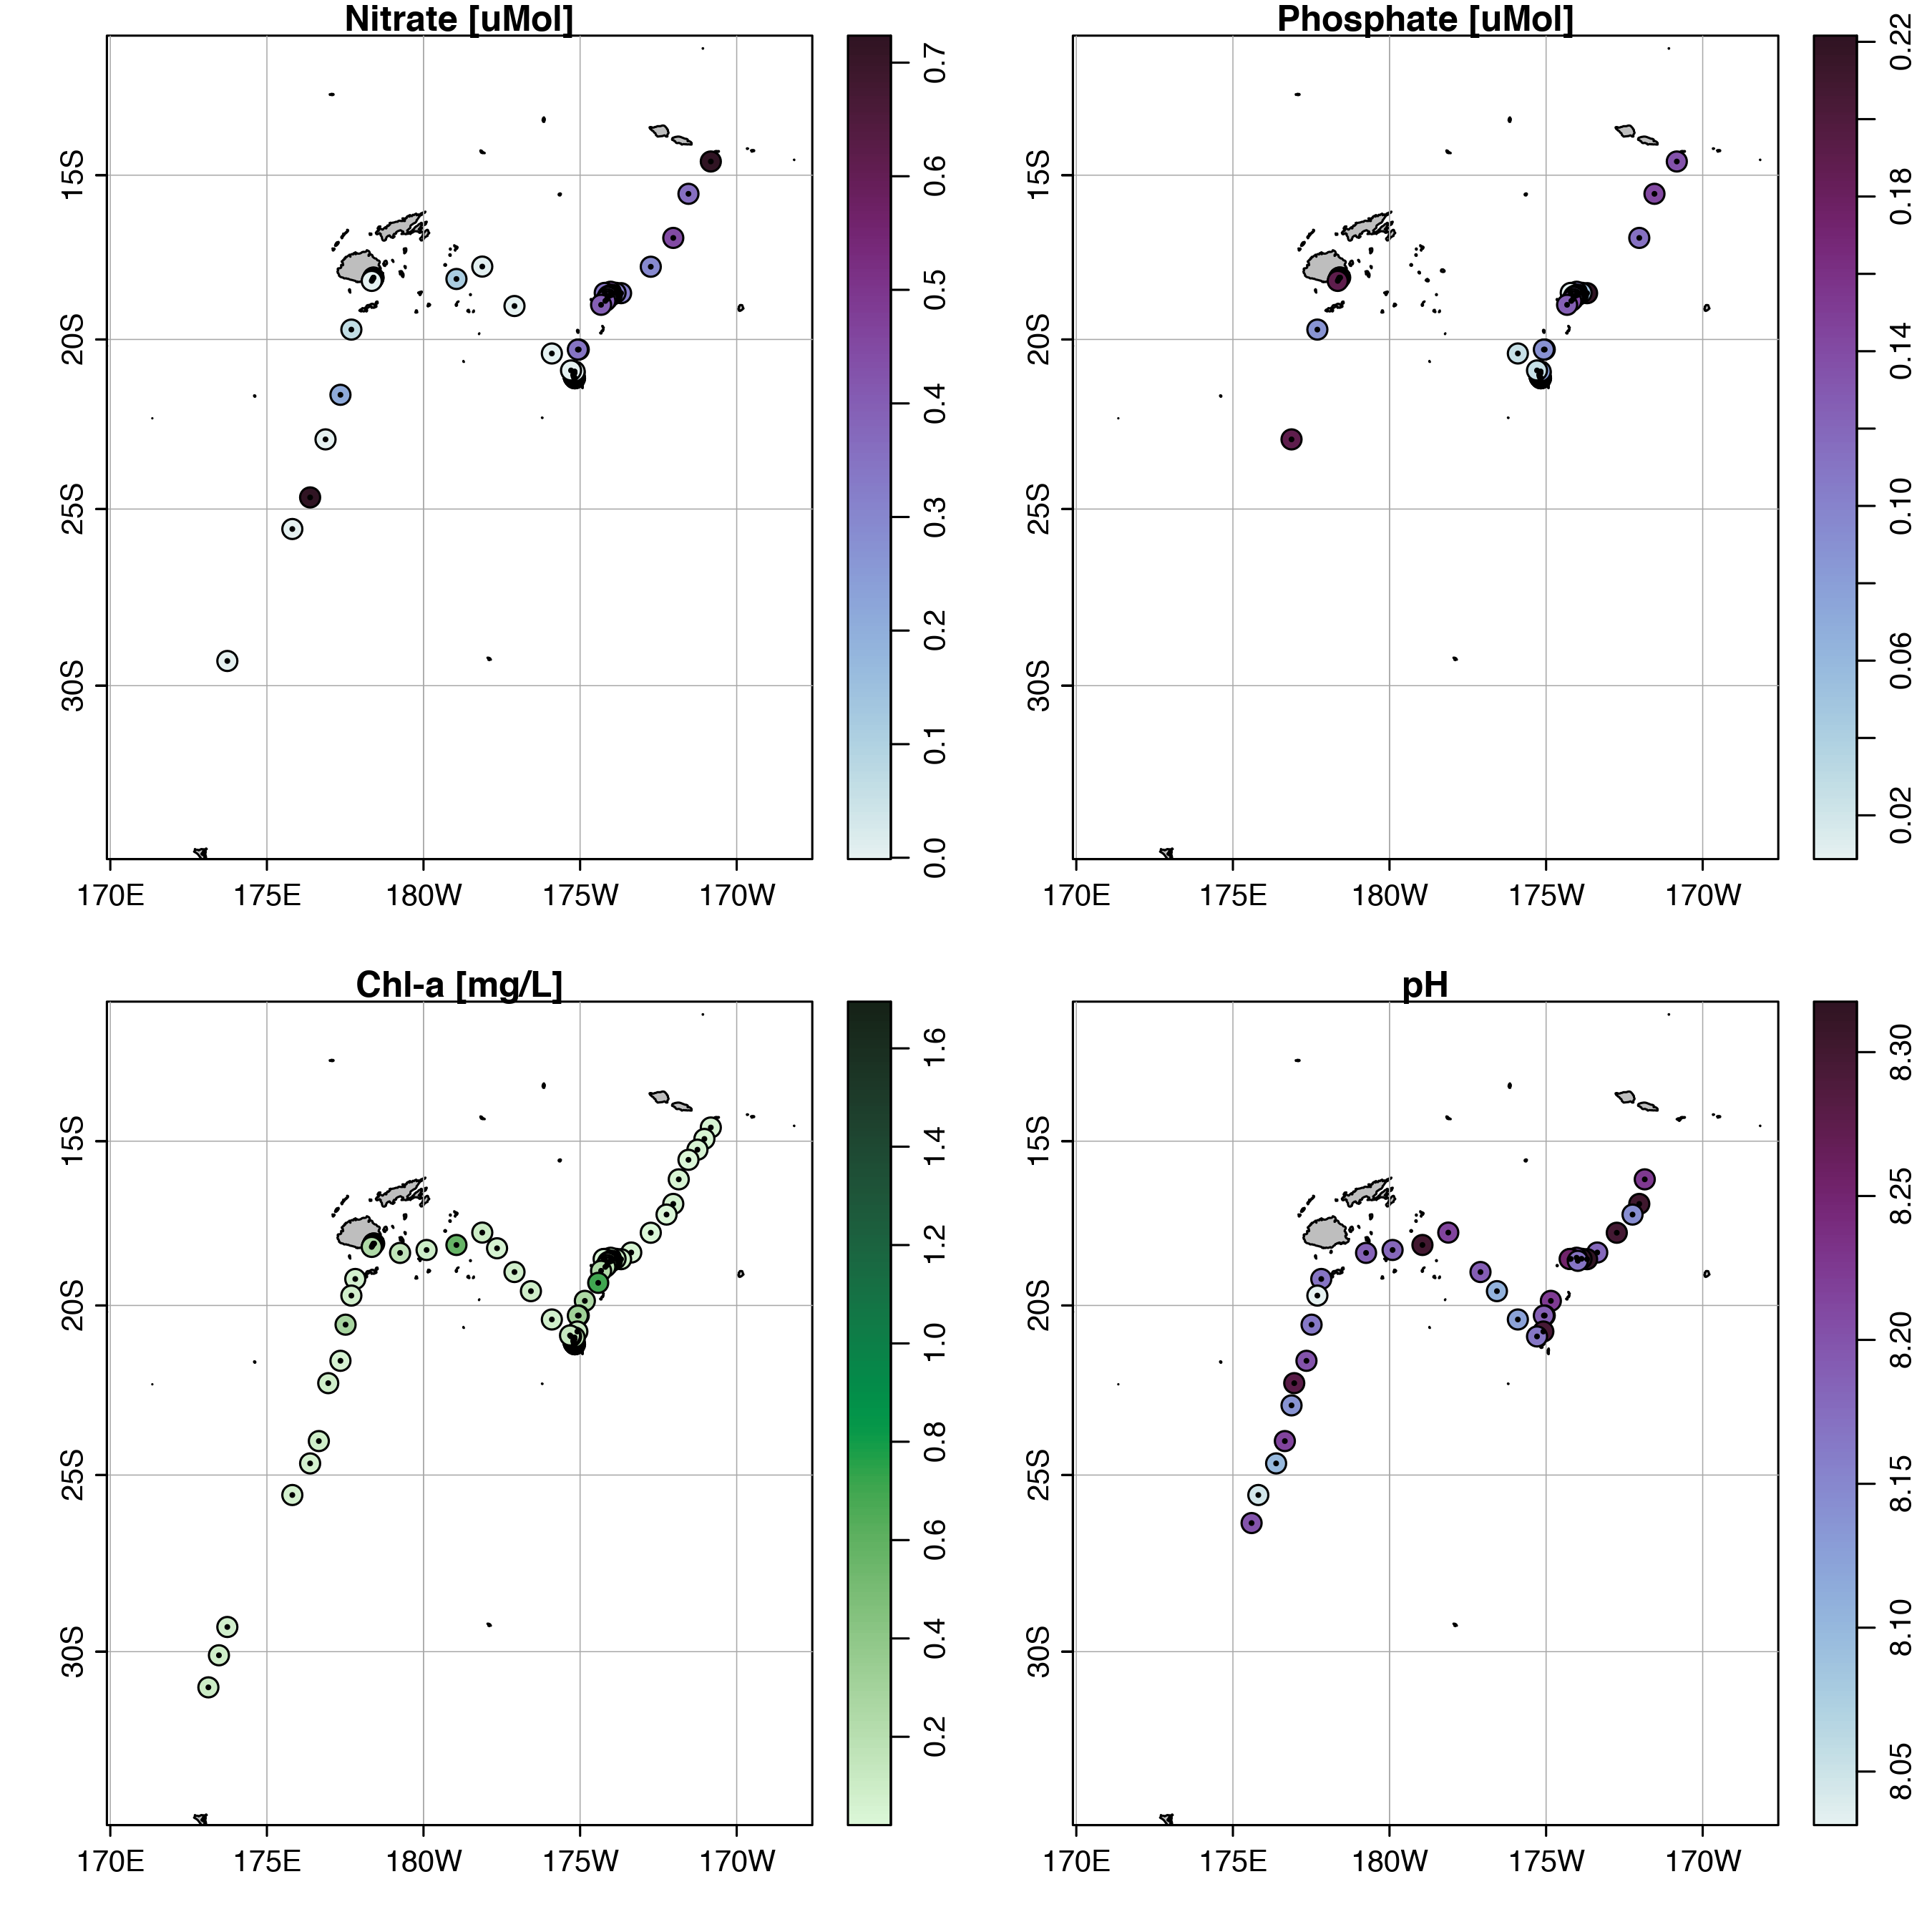 Nitrate [uMol]
15S
20S
25S
30S
170E 175E 180W 175W 170W
0.0 0.1 0.2 0.3 0.4 0.5 0.6 0.7
Phosphate [uMol]
15S
20S
25S
30S
170E 175E 180W 175W 170W
0.02 0.06 0.10 0.14 0.18 0.22
Chl-a [mg/L]
15S
20S
25S
30S
170E 175E 180W 175W 170W
0.2 0.4 0.6 0.8 1.0 1.2 1.4 1.6
pH
15S
20S
25S
30S
170E 175E 180W 175W 170W
8.05 8.10 8.15 8.20 8.25 8.30